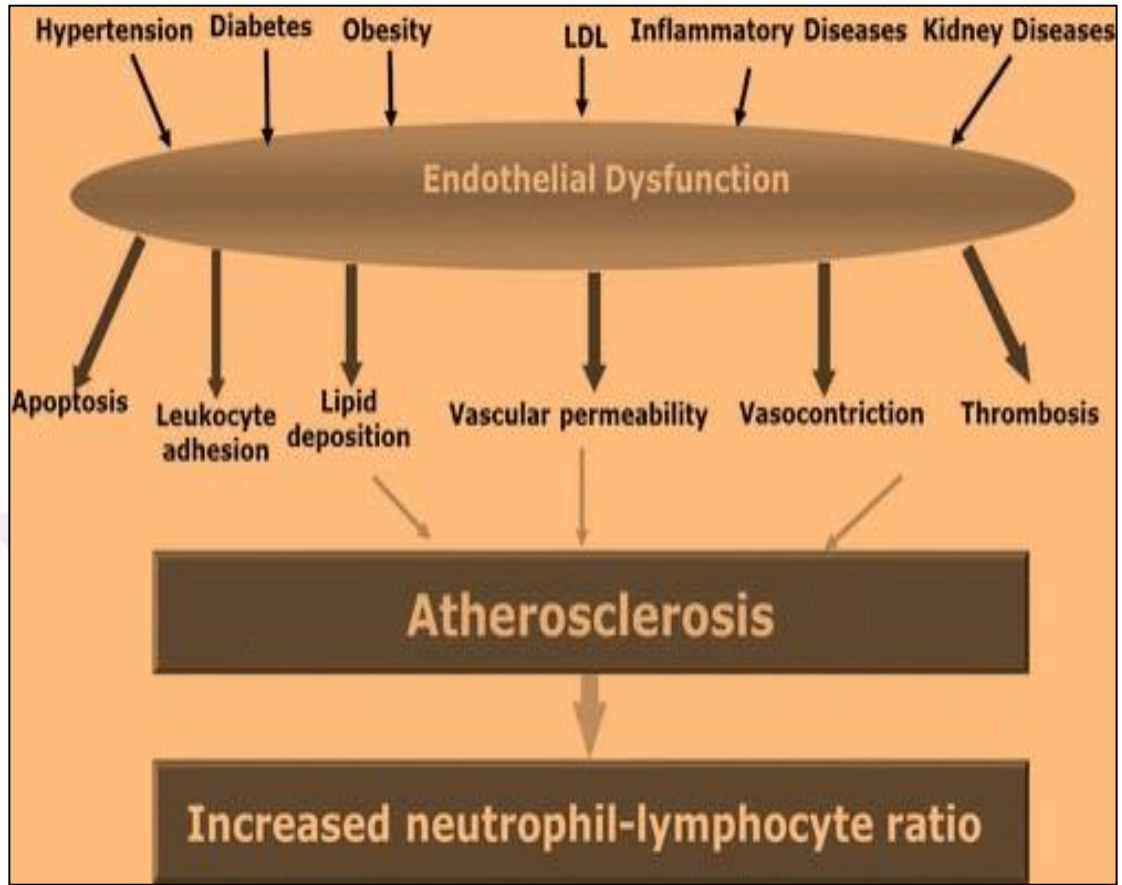 Hypertension
Diabetes
Obesity
LDL
Inflammatory Diseases
Kidney Diseases
Endothelial Dysfunction
Apoptosis
Leukocyte
adhesion
Lipid
deposition
Vascular permeability
Vasocontriction
Thrombosis
Atherosclerosis
Increased neutrophil-lymphocyte ratio